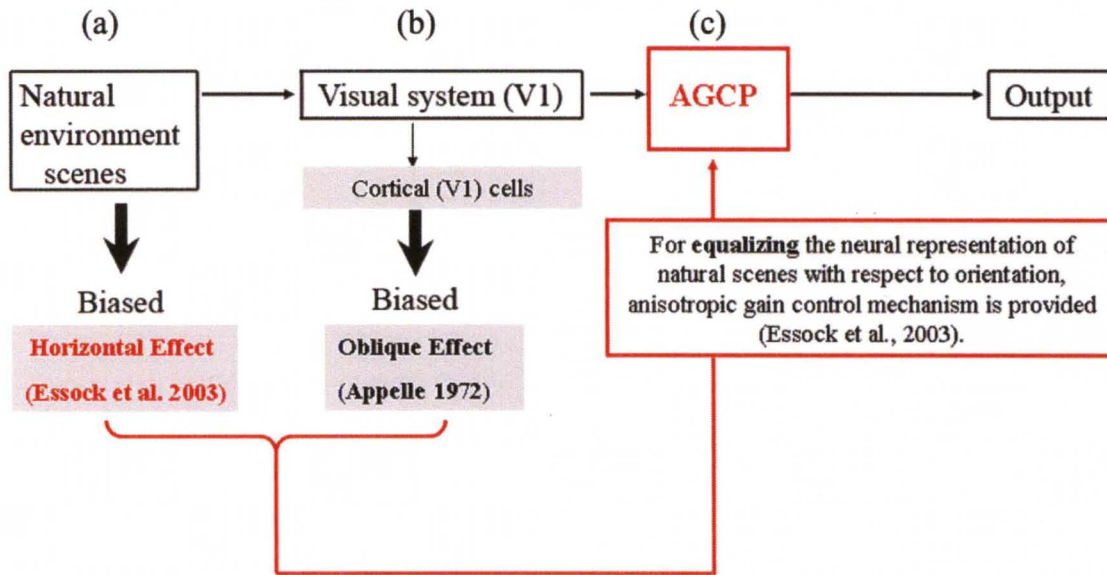 (a)
(b)
(c)
Natural
environment
scenes
Visual system (V1)
AGCP
Output
Cortical (V1) cells
For equalizing the neural representation of
natural scenes with respect to orientation,
anisotropic gain control mechanism is provided
(Essock et al., 2003).
Biased
Horizontal Effect
(Essock et al. 2003)
Biased
Oblique Effect
(Appelle 1972)